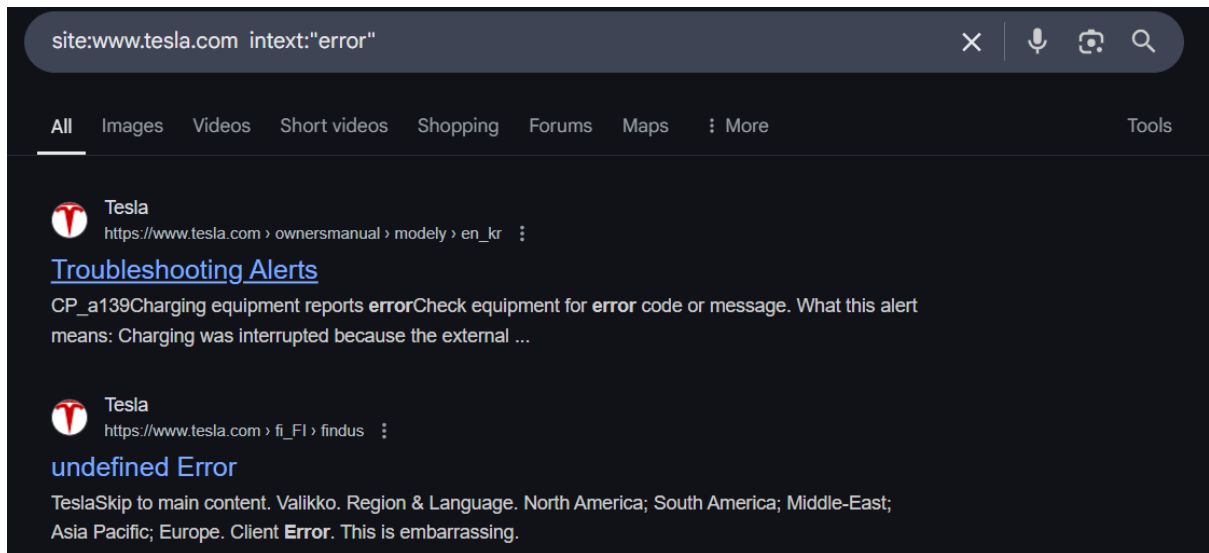 site:www.tesla.com  intext:"error"
All Images Videos Short videos Shopping Forums Maps More Tools
Tesla
https://www.tesla.com › ownersmanual › modely › en_kr
Troubleshooting Alerts
CP_a139Charging equipment reports errorCheck equipment for error code or message. What this alert
means: Charging was interrupted because the external ...
Tesla
https://www.tesla.com › fi_FI › findus
undefined Error
TeslaSkip to main content. Valikko. Region & Language. North America; South America; Middle-East;
Asia Pacific; Europe. Client Error. This is embarrassing.